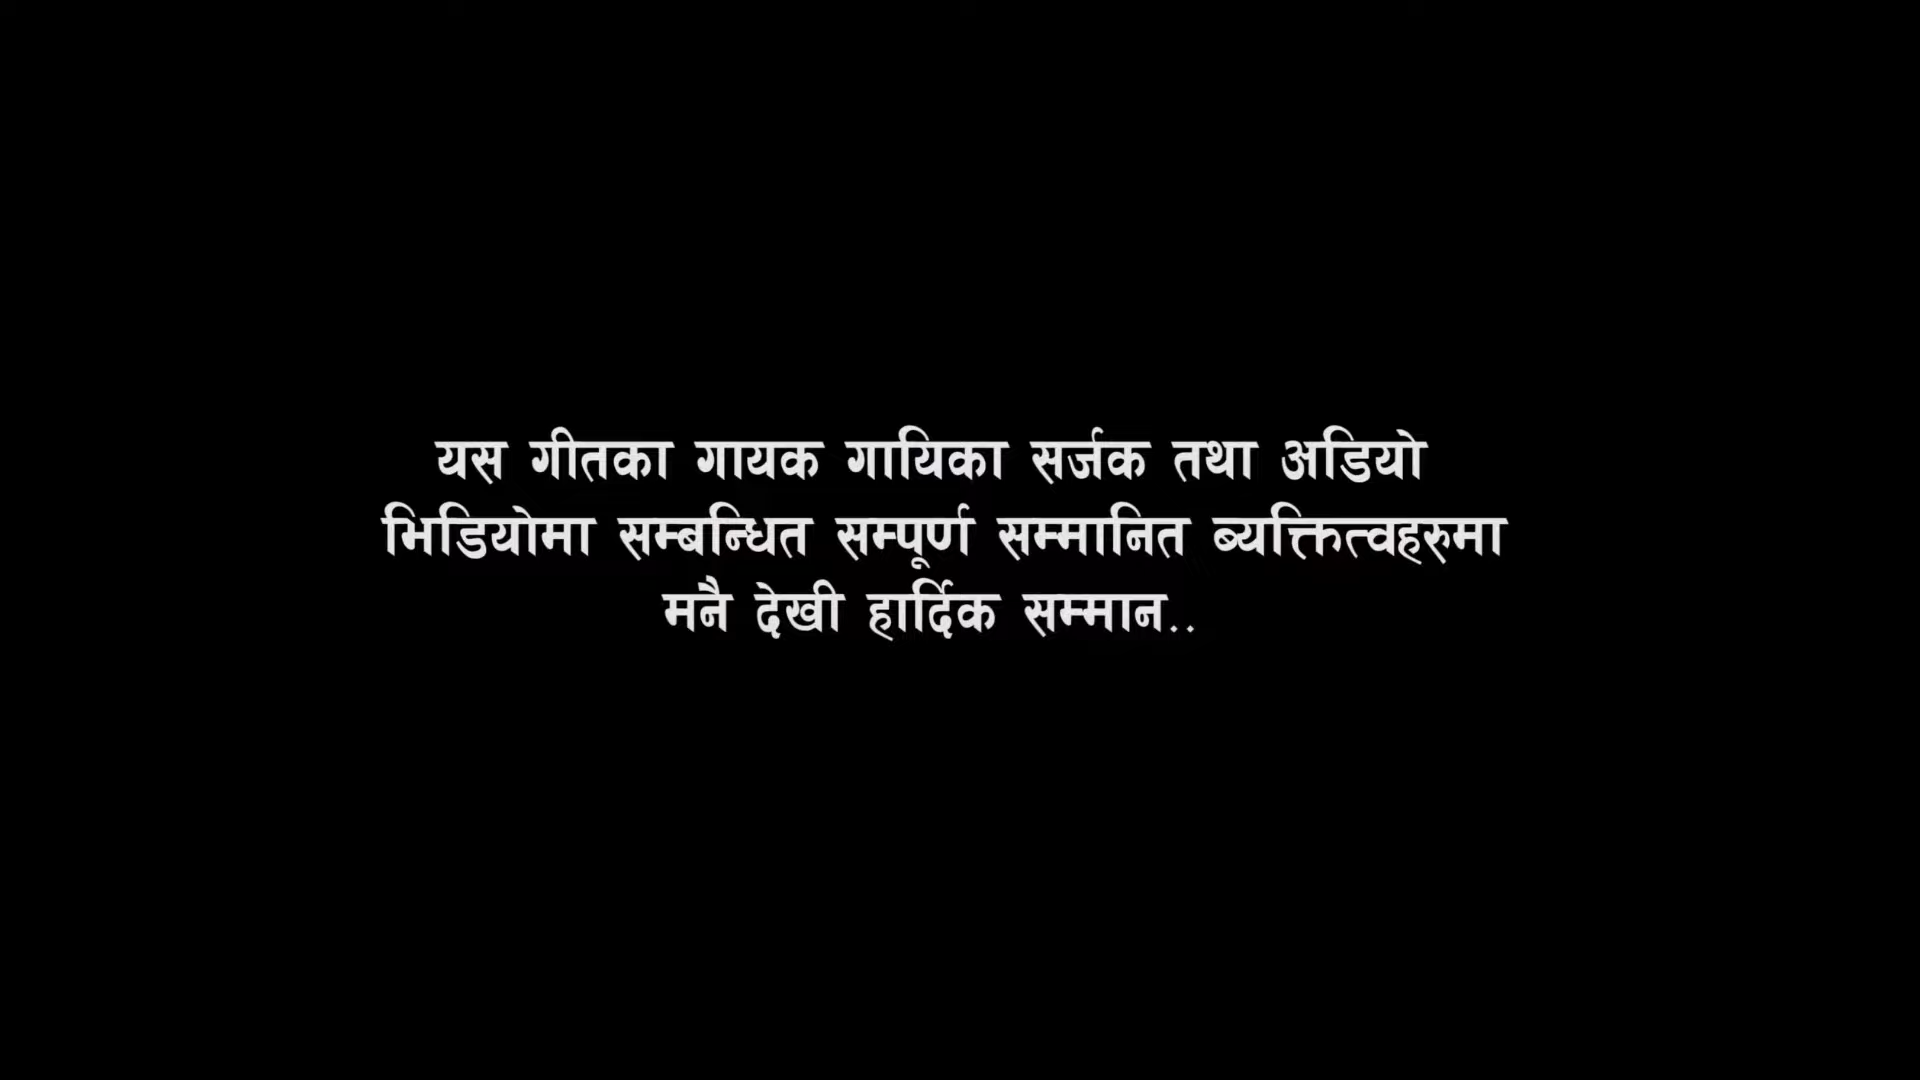 यस गीतका गायक गायिका सर्जक तथा अडियो
भिडियोमा सम्बन्धित सम्पूर्ण सम्मानित ब्यक्तित्वहरुमा
मनै देखी हार्दिक सम्मान..